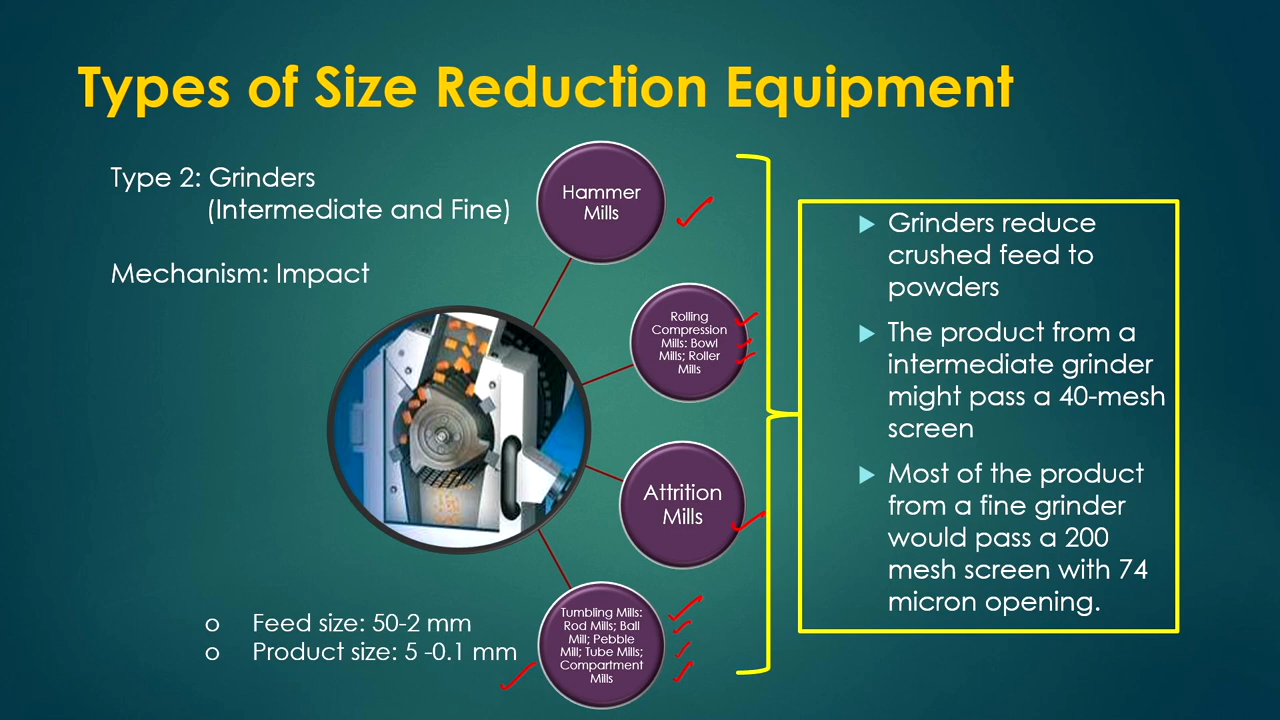 Types of Size Reduction Equipment
Type 2: Grinders
(Intermediate and Fine)
Mechanism: Impact
Hammer
Mills
Rolling
Compression
Mills: Bowl
Mills; Roller
Mills
Attrition
Mills
Tumbling Mills:
Rod Mills; Ball
Mill; Pebble
Mill; Tube Mills;
Compartment
Mills
o Feed size: 50-2 mm
o Product size: 5 -0.1 mm
Grinders reduce
crushed feed to
powders
The product from a
intermediate grinder
might pass a 40-mesh
screen
Most of the product
from a fine grinder
would pass a 200
mesh screen with 74
micron opening.